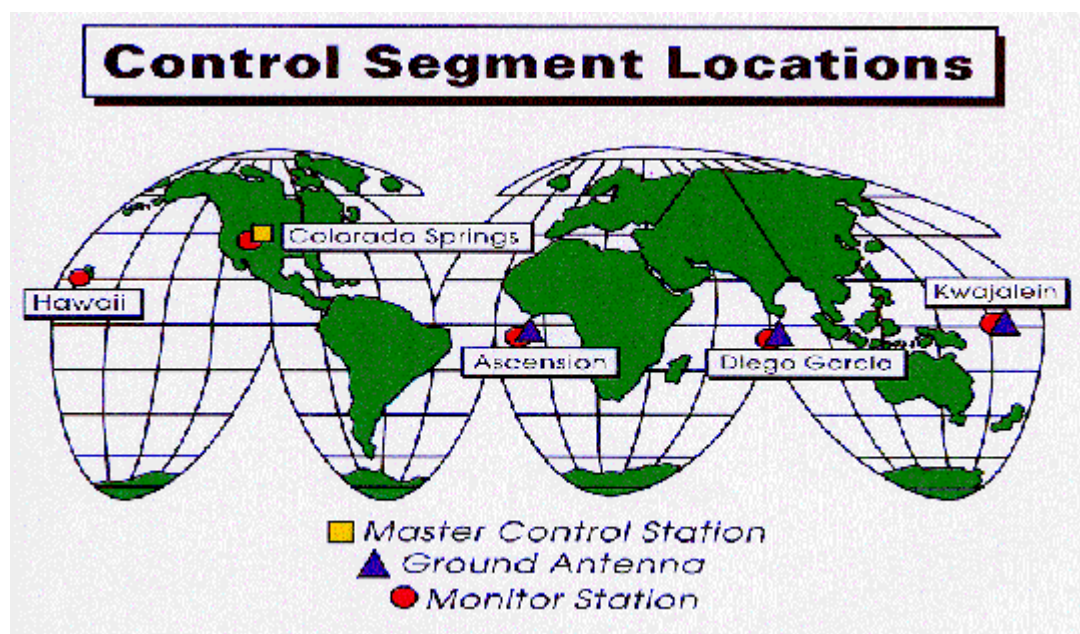 Control Segment Locations
Colorado Springs
Hawaii
Kwajalein
Ascension
Diego Garcia
Master Control Station
Ground Antenna
Monitor Station